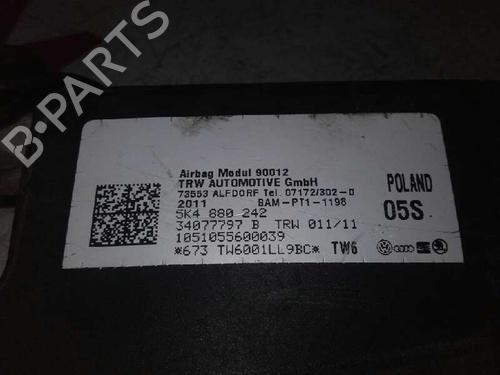 Airbag Modul 90012
TRW AUTOMOTIVE GmbH
73553 ALFDORF Tel. 07172/302-0
2011 BAM-PT1-1198
5K4 880 242
34077797 B TRW 011/11
1051055600039
*673 TW6001LL9BC* TW6
POLAND
05S
B-PARTS